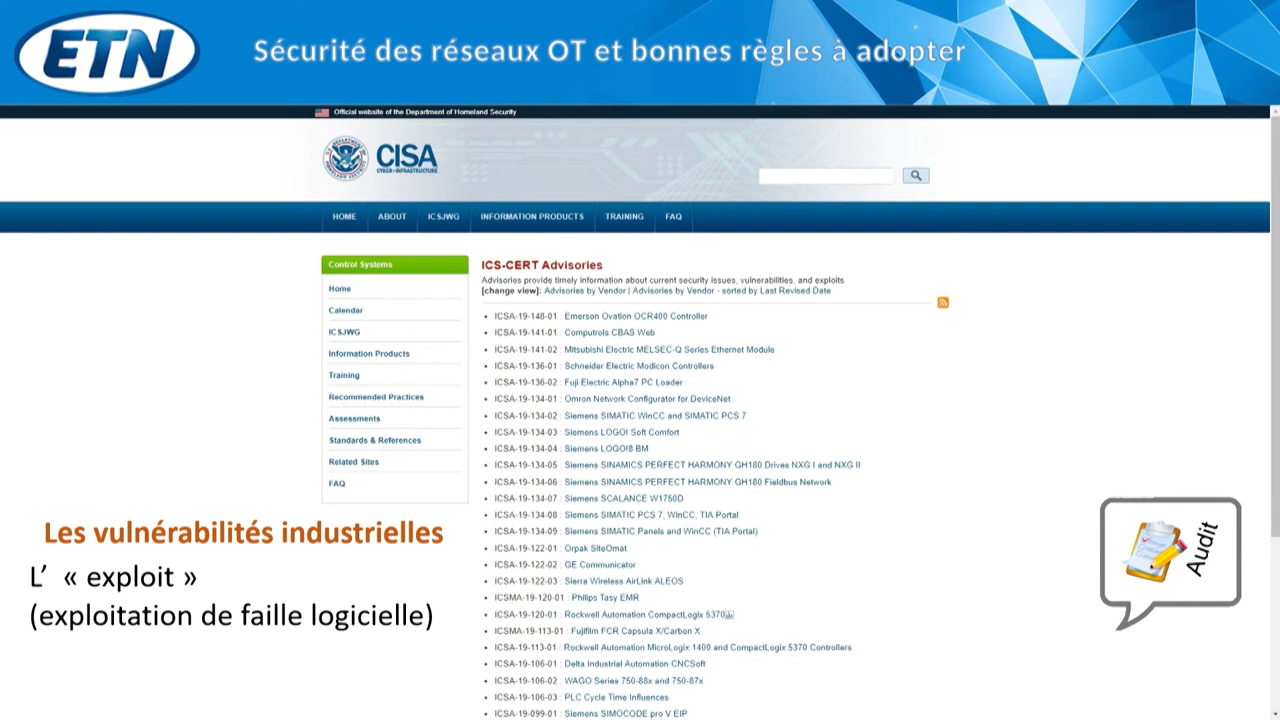 ETN
Sécurité des réseaux OT et bonnes règles à adopter
Official website of the Department of Homeland Security
CISA
CYBER+INFRASTRUCTURE
HOME ABOUT ICSJWG INFORMATION PRODUCTS TRAINING FAQ
Control Systems
Home
Calendar
ICSJWG
Information Products
Training
Recommended Practices
Assessments
Standards & References
Related Sites
FAQ
ICS-CERT Advisories
Advisories provide timely information about current security issues, vulnerabilities, and exploits.
[change view]: Advisories by Vendor | Advisories by Vendor - sorted by Last Revised Date
• ICSA-19-148-01 : Emerson Ovation OCR400 Controller
• ICSA-19-141-01 : Computrols CBAS Web
• ICSA-19-141-02 : Mitsubishi Electric MELSEC-Q Series Ethernet Module
• ICSA-19-136-01 : Schneider Electric Modicon Controllers
• ICSA-19-136-02 : Fuji Electric Alpha7 PC Loader
• ICSA-19-134-01 : Omron Network Configurator for DeviceNet
• ICSA-19-134-02 : Siemens SIMATIC WinCC and SIMATIC PCS 7
• ICSA-19-134-03 : Siemens LOGO! Soft Comfort
• ICSA-19-134-04 : Siemens LOGO!8 BM
• ICSA-19-134-05 : Siemens SINAMICS PERFECT HARMONY GH180 Drives NXG I and NXG II
• ICSA-19-134-06 : Siemens SINAMICS PERFECT HARMONY GH180 Fieldbus Network
• ICSA-19-134-07 : Siemens SCALANCE W1750D
• ICSA-19-134-08 : Siemens SIMATIC PCS 7, WinCC, TIA Portal
• ICSA-19-134-09 : Siemens SIMATIC Panels and WinCC (TIA Portal)
• ICSA-19-122-01 : Orpak SiteOmat
• ICSA-19-122-02 : GE Communicator
• ICSA-19-122-03 : Sierra Wireless AirLink ALEOS
• ICSMA-19-120-01 : Philips Tasy EMR
• ICSA-19-120-01 : Rockwell Automation CompactLogix 5370
• ICSMA-19-113-01 : Fujifilm FCR Capsula X/Carbon X
• ICSA-19-113-01 : Rockwell Automation MicroLogix 1400 and CompactLogix 5370 Controllers
• ICSA-19-106-01 : Delta Industrial Automation CNCSoft
• ICSA-19-106-02 : WAGO Series 750-88x and 750-87x
• ICSA-19-106-03 : PLC Cycle Time Influences
• ICSA-19-099-01 : Siemens SIMOCODE pro V EIP
Les vulnérabilités industrielles
L’ « exploit »
(exploitation de faille logicielle)
Audit